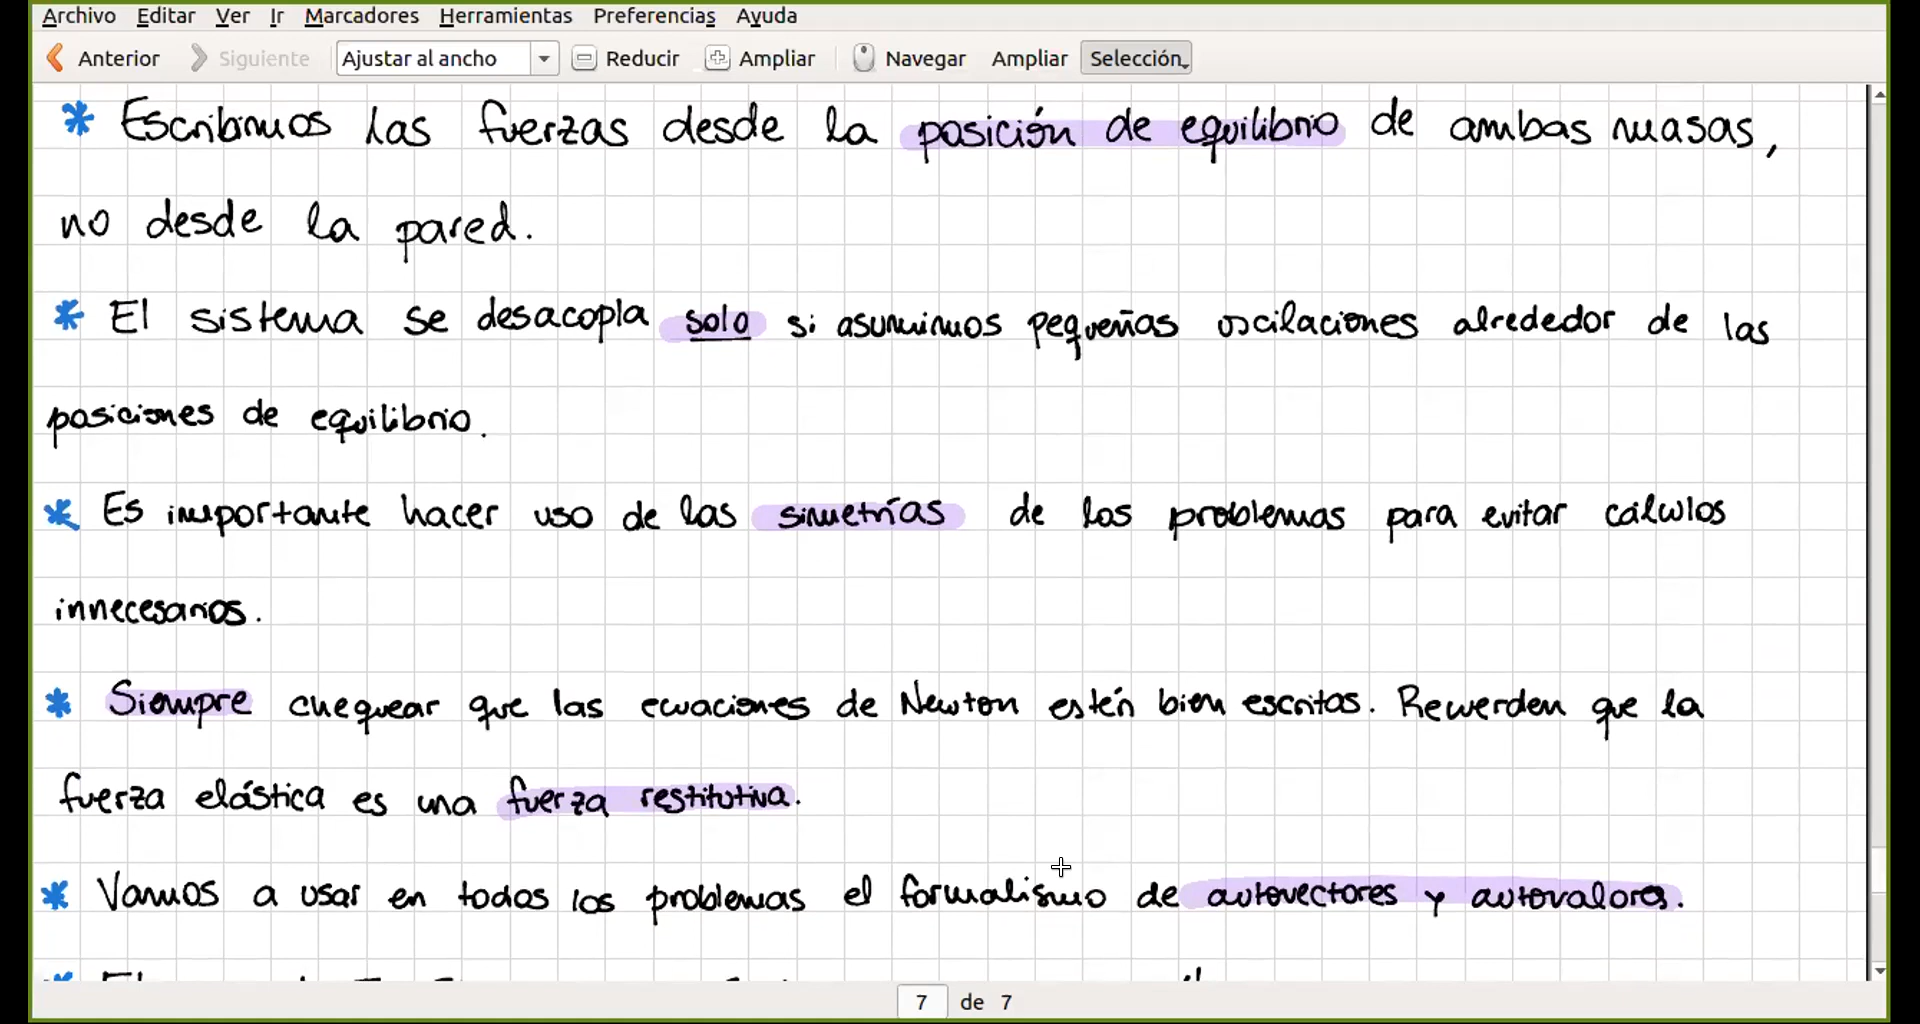 Archivo Editar Ver Ir Marcadores Herramientas Preferencias Ayuda
Anterior Siguiente Ajustar al ancho Reducir Ampliar Navegar Ampliar Selección
* Escribimos las fuerzas desde la posición de equilibrio de ambas masas,
no desde la pared.
* El sistema se desacopla solo si asumimos pequeñas oscilaciones alrededor de las
posiciones de equilibrio.
* Es importante hacer uso de las simetrías de los problemas para evitar cálculos
innecesarios.
* Siempre chequear que las ecuaciones de Newton estén bien escritas. Recuerden que la
fuerza elástica es una fuerza restitutiva.
* Vamos a usar en todos los problemas el formalismo de autovectores y autovalores.
7 de 7